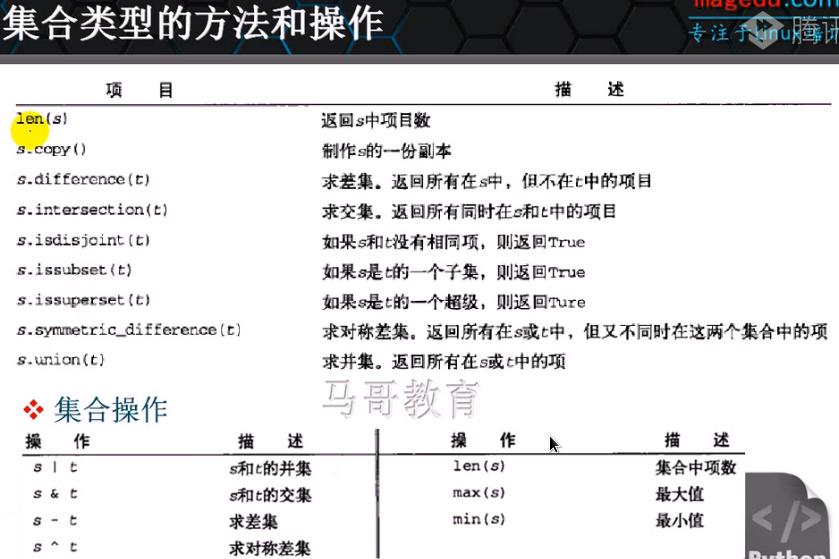 集合类型的方法和操作
magedu.com
专注于linux
腾讯
项 目 描 述
len(s) 返回s中项目数
s.copy() 制作s的一份副本
s.difference(t) 求差集。返回所有在s中，但不在t中的项目
s.intersection(t) 求交集。返回所有同时在s和t中的项目
s.isdisjoint(t) 如果s和t没有相同项，则返回True
s.issubset(t) 如果s是t的一个子集，则返回True
s.issuperset(t) 如果s是t的一个超级，则返回Ture
s.symmetric_difference(t) 求对称差集。返回所有在s或t中，但又不同时在这两个集合中的项
s.union(t) 求并集。返回所有在s或t中的项
马哥教育
集合操作
操 作 描 述 操 作 描 述
s | t s和t的并集 len(s) 集合中项数
s & t s和t的交集 max(s) 最大值
s - t 求差集 min(s) 最小值
s ^ t 求对称差集
</>
Python